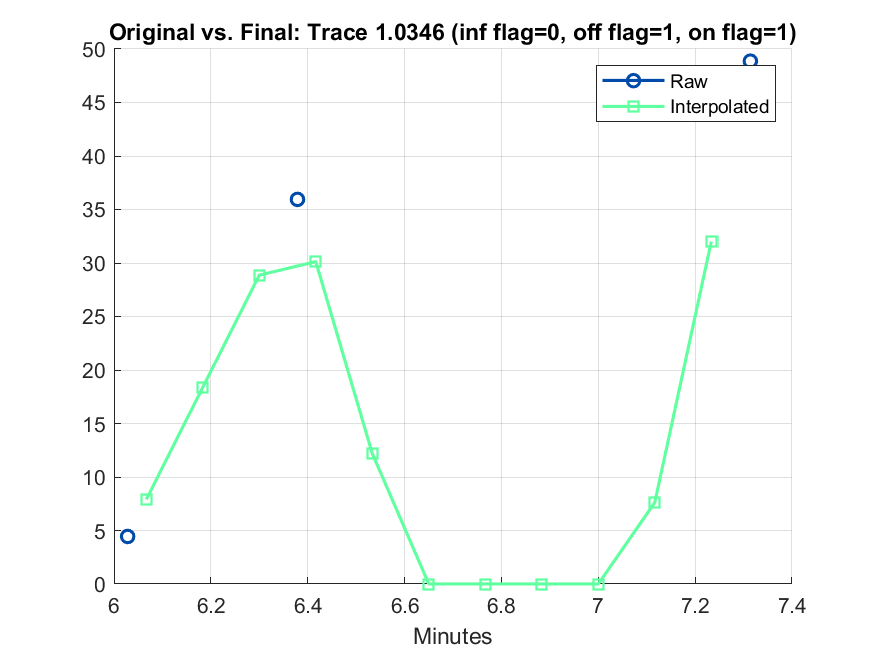 Original vs. Final: Trace 1.0346 (inf flag=0, off flag=1, on flag=1)
50
45
40
35
30
25
20
15
10
5
0
Raw
Interpolated
6 6.2 6.4 6.6 6.8 7 7.2 7.4
Minutes